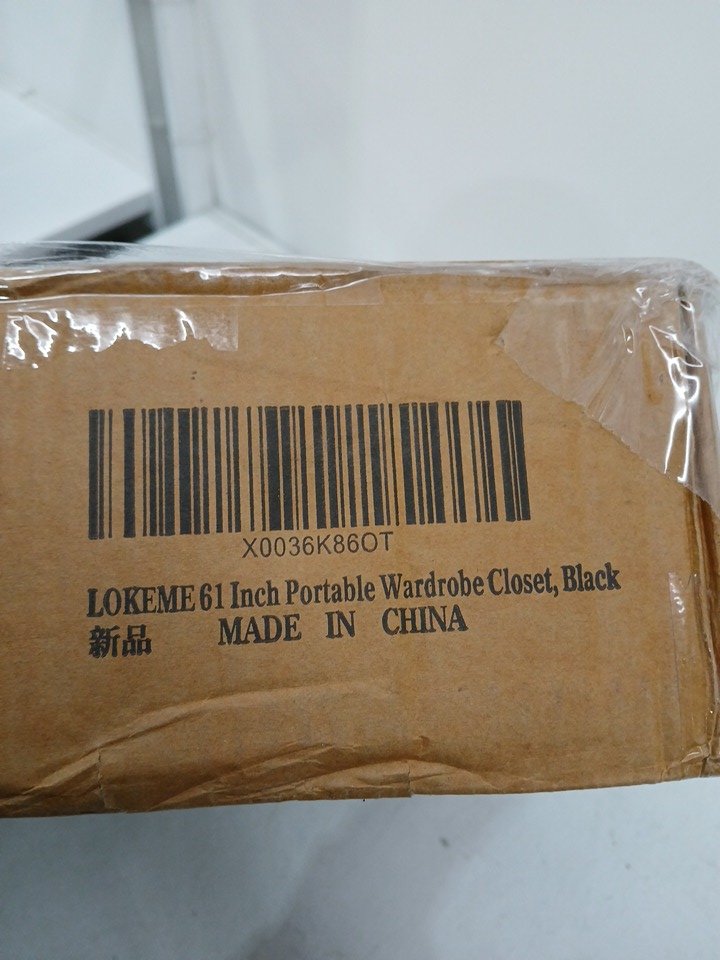 X0036K86OT
LOKEME 61 Inch Portable Wardrobe Closet, Black
新品 MADE IN CHINA